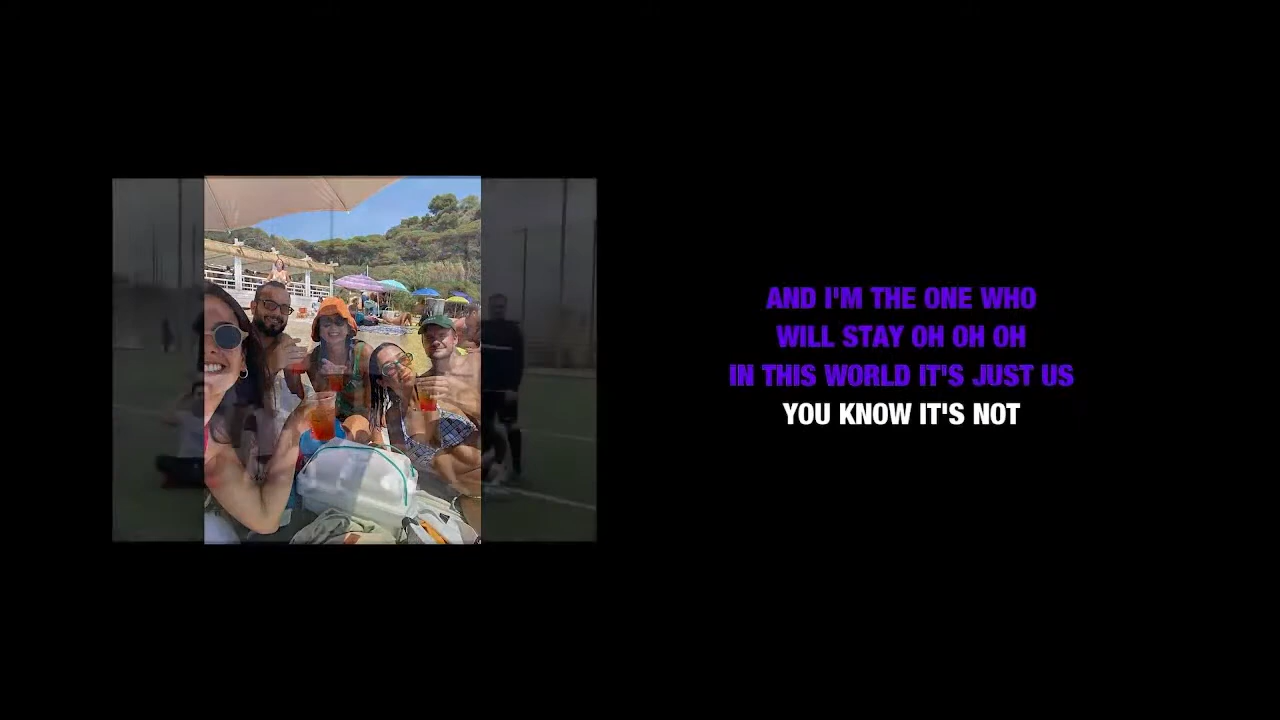 AND I'M THE ONE WHO
WILL STAY OH OH OH
IN THIS WORLD IT'S JUST US
YOU KNOW IT'S NOT